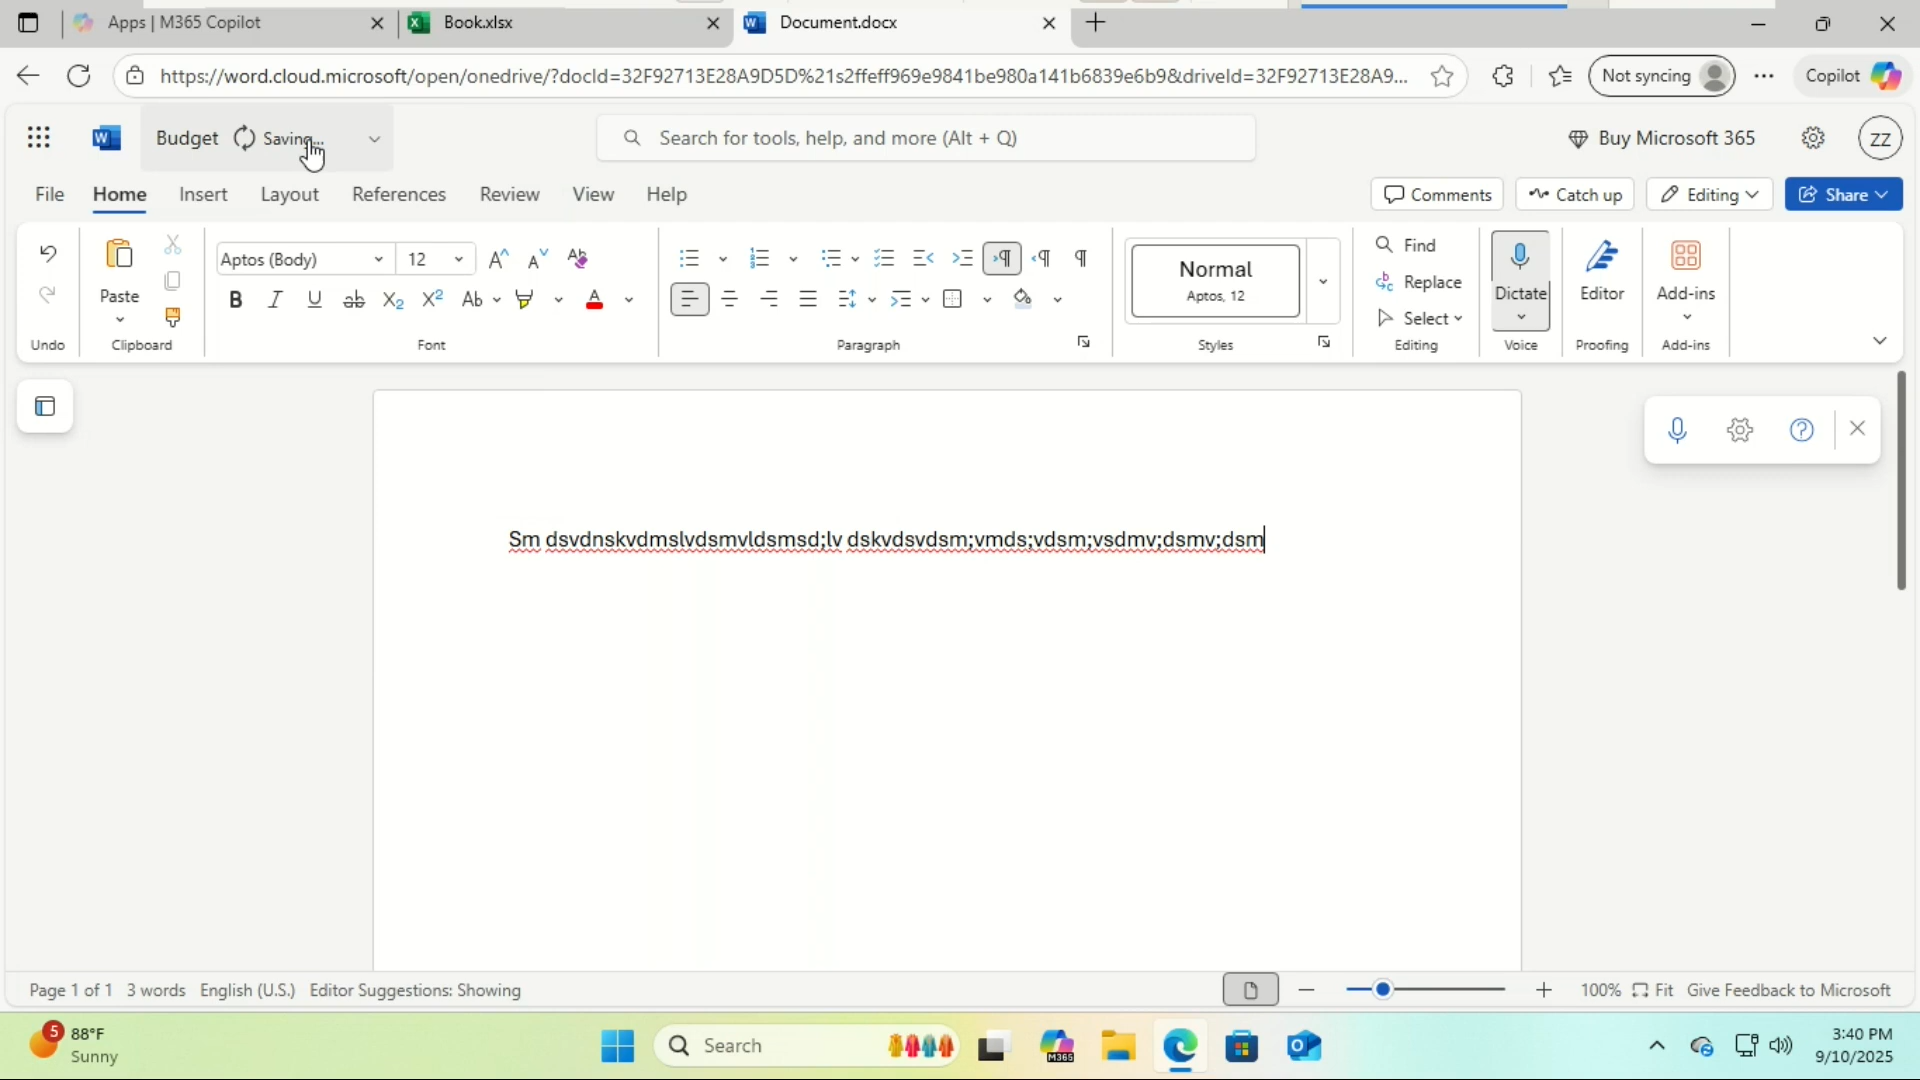 Apps | M365 Copilot
Book.xlsx
Document.docx
https://word.cloud.microsoft/open/onedrive/?docId=32F92713E28A9D5D%21s2ffeff969e9841be980a141b6839e6b9&driveId=32F92713E28A9...
Not syncing
Copilot
Budget Saving...
Search for tools, help, and more (Alt + Q)
Buy Microsoft 365
ZZ
File Home Insert Layout References Review View Help
Comments Catch up Editing Share
Aptos (Body) 12
Paste
Undo
Clipboard
Font
Paragraph
Normal
Aptos, 12
Styles
Find
Replace
Select
Editing
Dictate
Voice
Editor
Proofing
Add-ins
Add-ins
Sm dsvdnskvdmslvdsmvldsmsd;lv dskvdsvdsm;vmds;vdsm;vsdmv;dsmv;dsm
Page 1 of 1 3 words English (U.S.) Editor Suggestions: Showing
100% Fit Give Feedback to Microsoft
5
88°F
Sunny
Search
M365
3:40 PM
9/10/2025